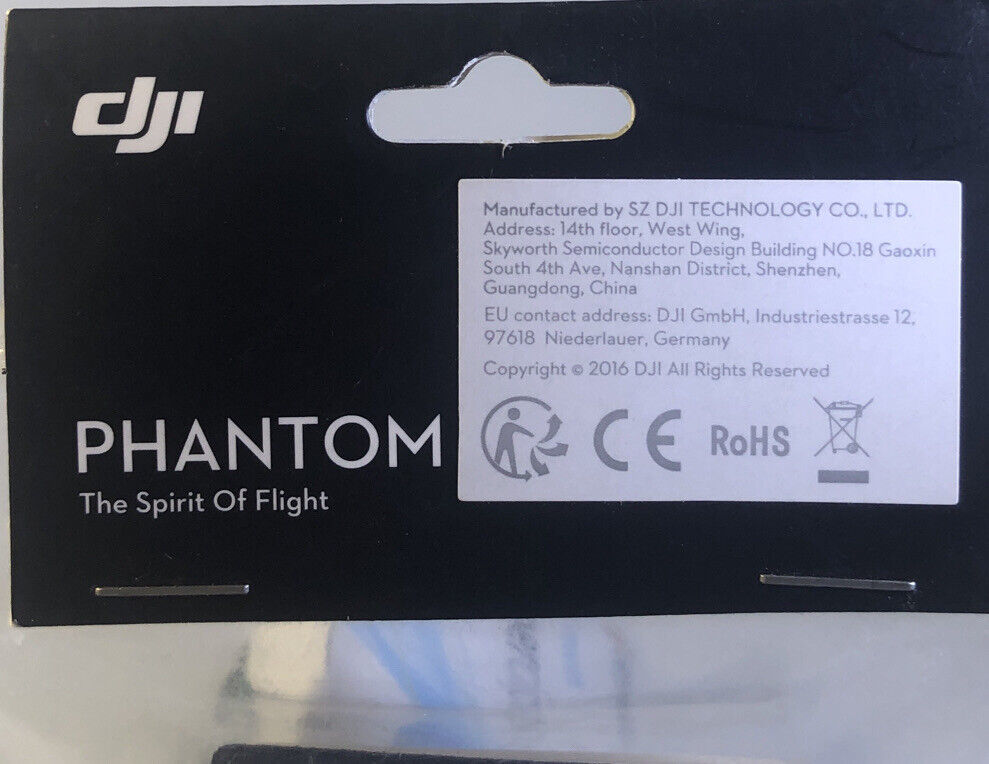 dji
Manufactured by SZ DJI TECHNOLOGY CO., LTD.
Address: 14th floor, West Wing,
Skyworth Semiconductor Design Building NO.18 Gaoxin
South 4th Ave, Nanshan District, Shenzhen,
Guangdong, China
EU contact address: DJI GmbH, Industriestrasse 12,
97618 Niederlauer, Germany
Copyright © 2016 DJI All Rights Reserved
CE RoHS
PHANTOM
The Spirit Of Flight